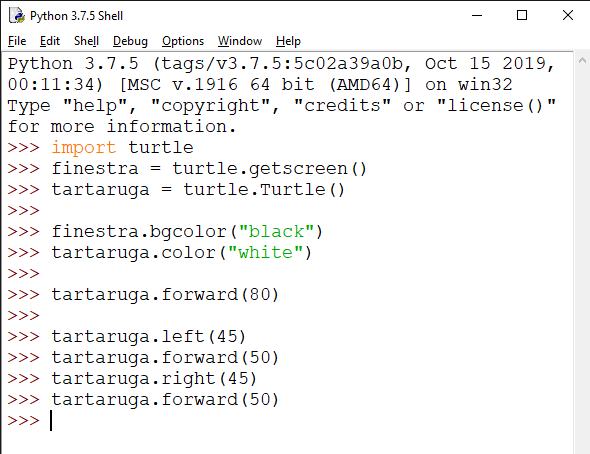 Python 3.7.5 Shell
File Edit Shell Debug Options Window Help
Python 3.7.5 (tags/v3.7.5:5c02a39a0b, Oct 15 2019,
00:11:34) [MSC v.1916 64 bit (AMD64)] on win32
Type "help", "copyright", "credits" or "license()"
for more information.
>>> import turtle
>>> finestra = turtle.getscreen()
>>> tartaruga = turtle.Turtle()
>>>
>>> finestra.bgcolor("black")
>>> tartaruga.color("white")
>>>
>>> tartaruga.forward(80)
>>>
>>> tartaruga.left(45)
>>> tartaruga.forward(50)
>>> tartaruga.right(45)
>>> tartaruga.forward(50)
>>>